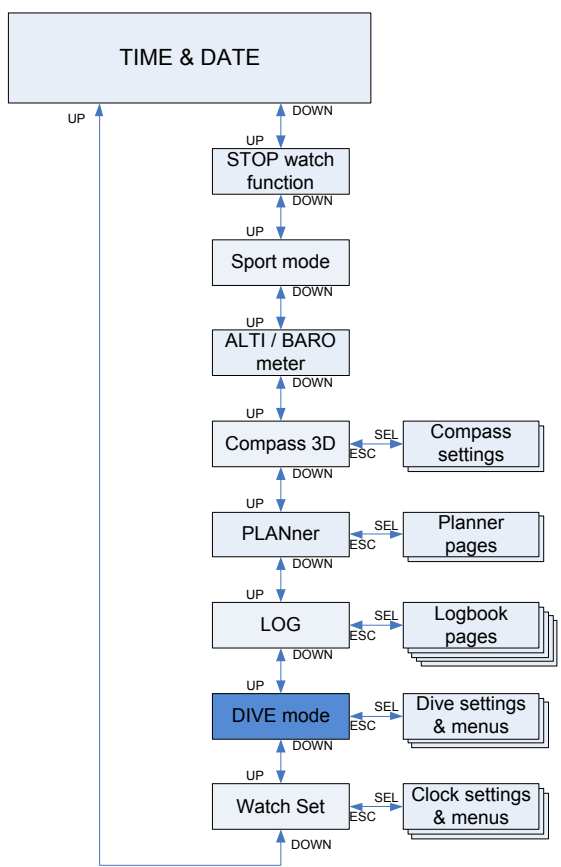 TIME & DATE
UP
DOWN
UP
STOP watch
function
DOWN
UP
Sport mode
DOWN
UP
ALTI / BARO
meter
DOWN
UP
Compass 3D
SEL
ESC
Compass
settings
DOWN
UP
PLANner
SEL
ESC
Planner
pages
DOWN
UP
LOG
SEL
ESC
Logbook
pages
DOWN
UP
DIVE mode
SEL
ESC
Dive settings
& menus
DOWN
UP
Watch Set
SEL
ESC
Clock settings
& menus
DOWN